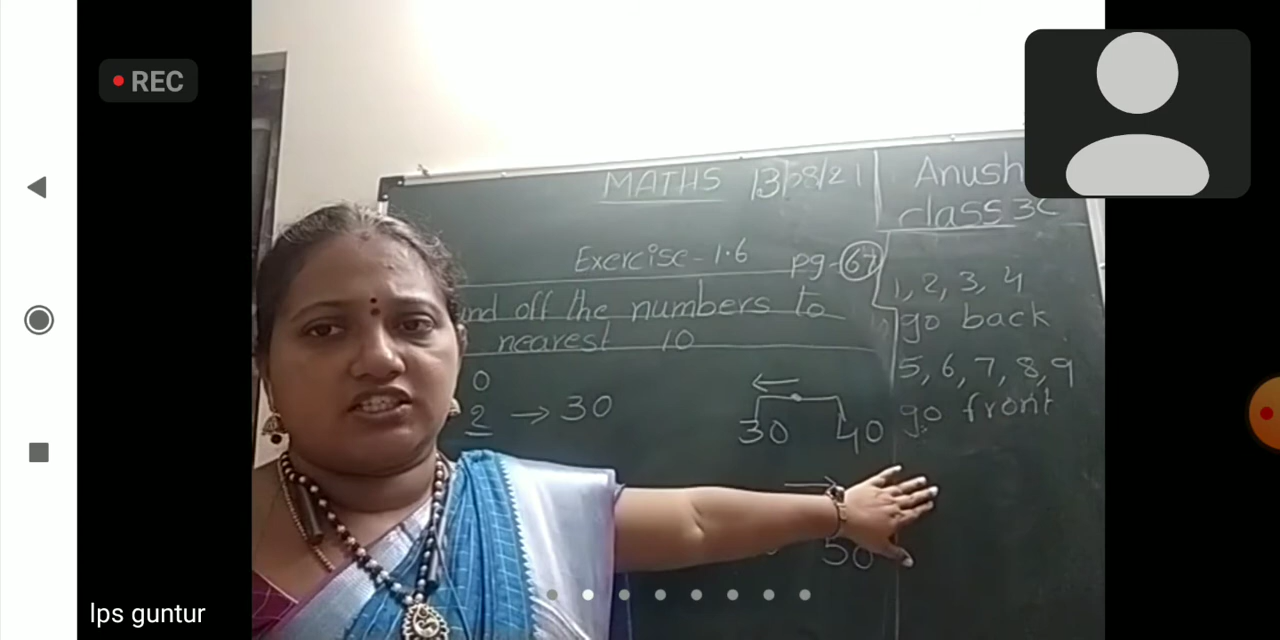 REC
MATHS 13/08/21
Anush
class 3C
Exercise-1.6 pg-67
und off the numbers to
nearest 10
1, 2, 3, 4
go back
5, 6, 7, 8, 9
go front
0
2 → 30
30 40
50
lps guntur